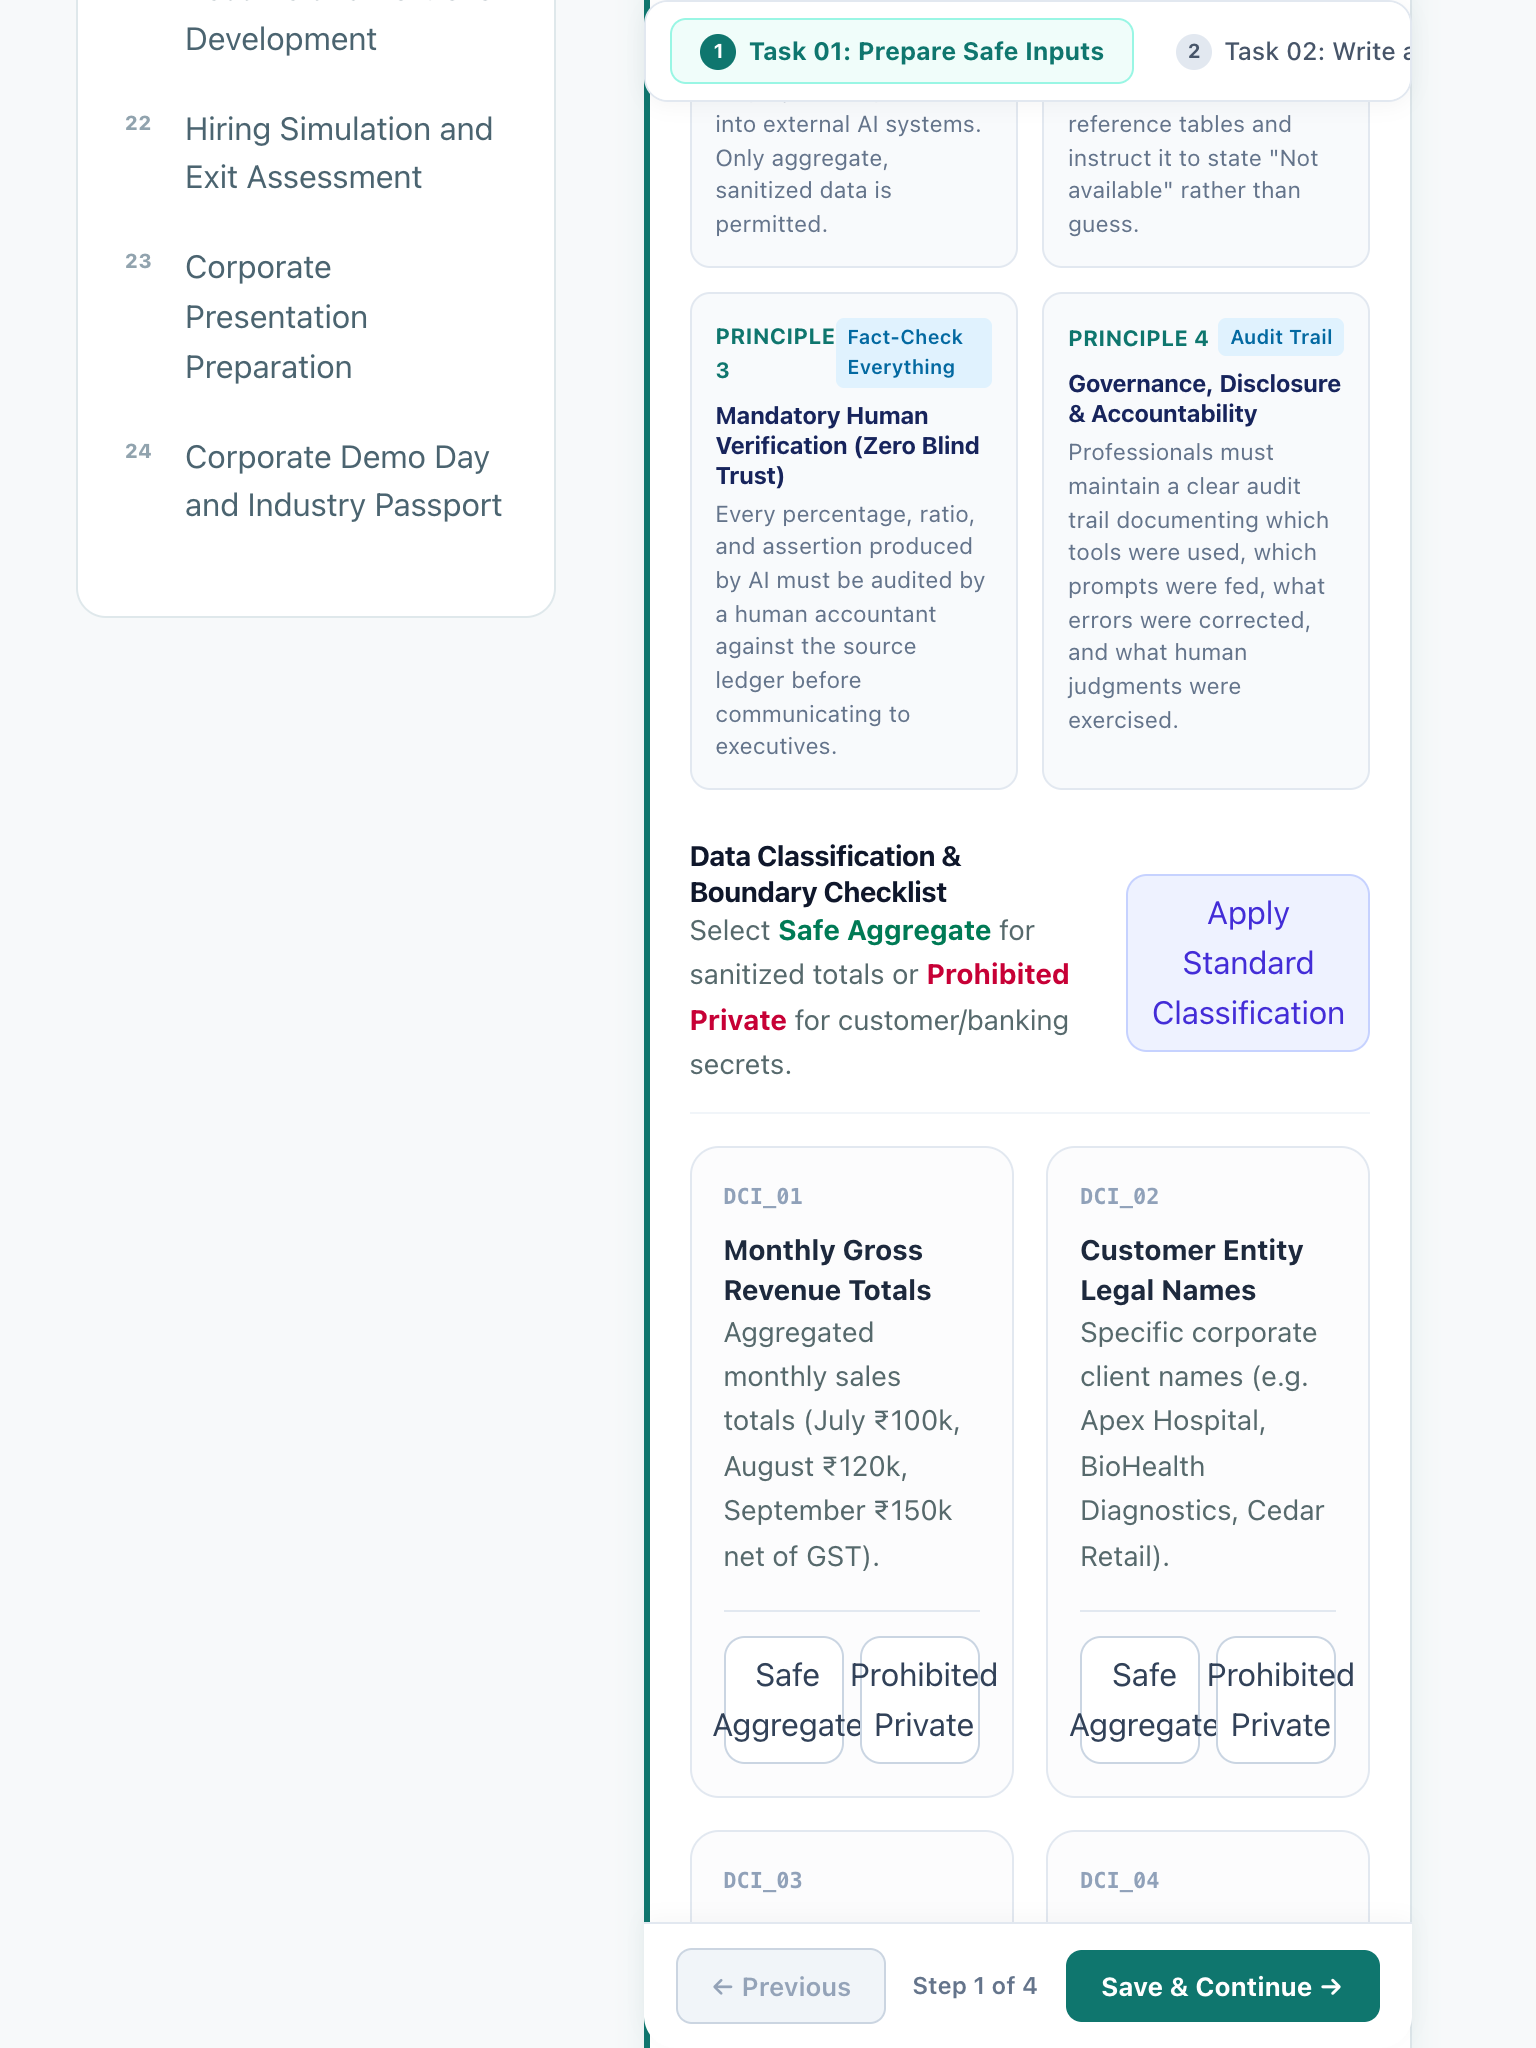 Development
22
Hiring Simulation and
Exit Assessment
23
Corporate
Presentation
Preparation
24
Corporate Demo Day
and Industry Passport
1 Task 01: Prepare Safe Inputs
2 Task 02: Write
into external AI systems.
Only aggregate,
sanitized data is
permitted.
reference tables and
instruct it to state "Not
available" rather than
guess.
PRINCIPLE
3
Fact-Check
Everything
Mandatory Human
Verification (Zero Blind
Trust)
Every percentage, ratio,
and assertion produced
by AI must be audited by
a human accountant
against the source
ledger before
communicating to
executives.
PRINCIPLE 4
Audit Trail
Governance, Disclosure
& Accountability
Professionals must
maintain a clear audit
trail documenting which
tools were used, which
prompts were fed, what
errors were corrected,
and what human
judgments were
exercised.
Data Classification &
Boundary Checklist
Select Safe Aggregate for
sanitized totals or Prohibited
Private for customer/banking
secrets.
Apply
Standard
Classification
DCI_01
Monthly Gross
Revenue Totals
Aggregated
monthly sales
totals (July ₹100k,
August ₹120k,
September ₹150k
net of GST).
Safe
Aggregate
Prohibited
Private
DCI_02
Customer Entity
Legal Names
Specific corporate
client names (e.g.
Apex Hospital,
BioHealth
Diagnostics, Cedar
Retail).
Safe
Aggregate
Prohibited
Private
DCI_03
DCI_04
← Previous
Step 1 of 4
Save & Continue →